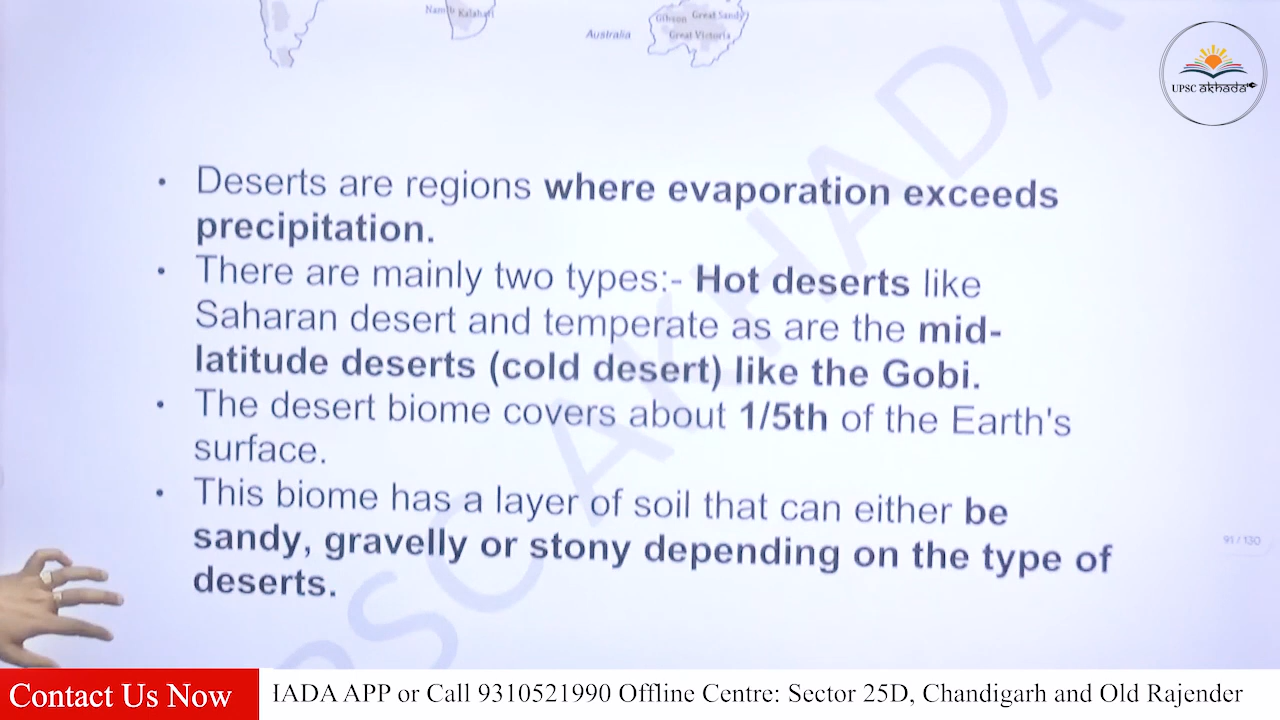 Namib Kalahari
Gibson Great Sandy
Australia
Great Victoria
UPSC akhada
• Deserts are regions where evaporation exceeds
precipitation.
• There are mainly two types:- Hot deserts like
Saharan desert and temperate as are the mid-
latitude deserts (cold desert) like the Gobi.
• The desert biome covers about 1/5th of the Earth's
surface.
• This biome has a layer of soil that can either be
sandy, gravelly or stony depending on the type of
deserts.
91 / 130
UPSC AKHADA
Contact Us Now
HADA APP or Call 9310521990 Offline Centre: Sector 25D, Chandigarh and Old Rajender